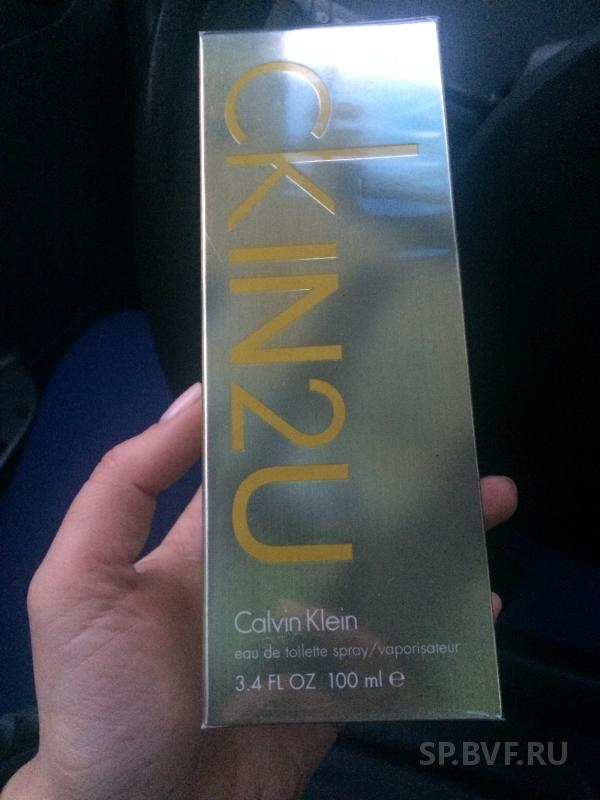 ckIN2U
Calvin Klein
eau de toilette spray/vaporisateur
3.4 FL OZ 100 ml ℮
SP.BVF.RU